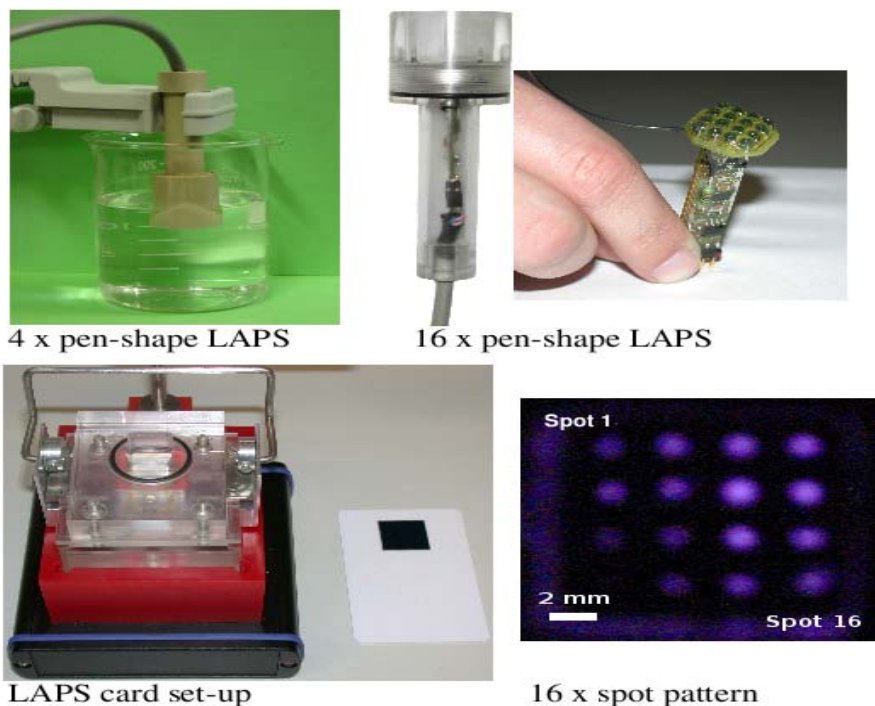 4 x pen-shape LAPS
16 x pen-shape LAPS
Spot 1
2 mm
Spot 16
LAPS card set-up
16 x spot pattern